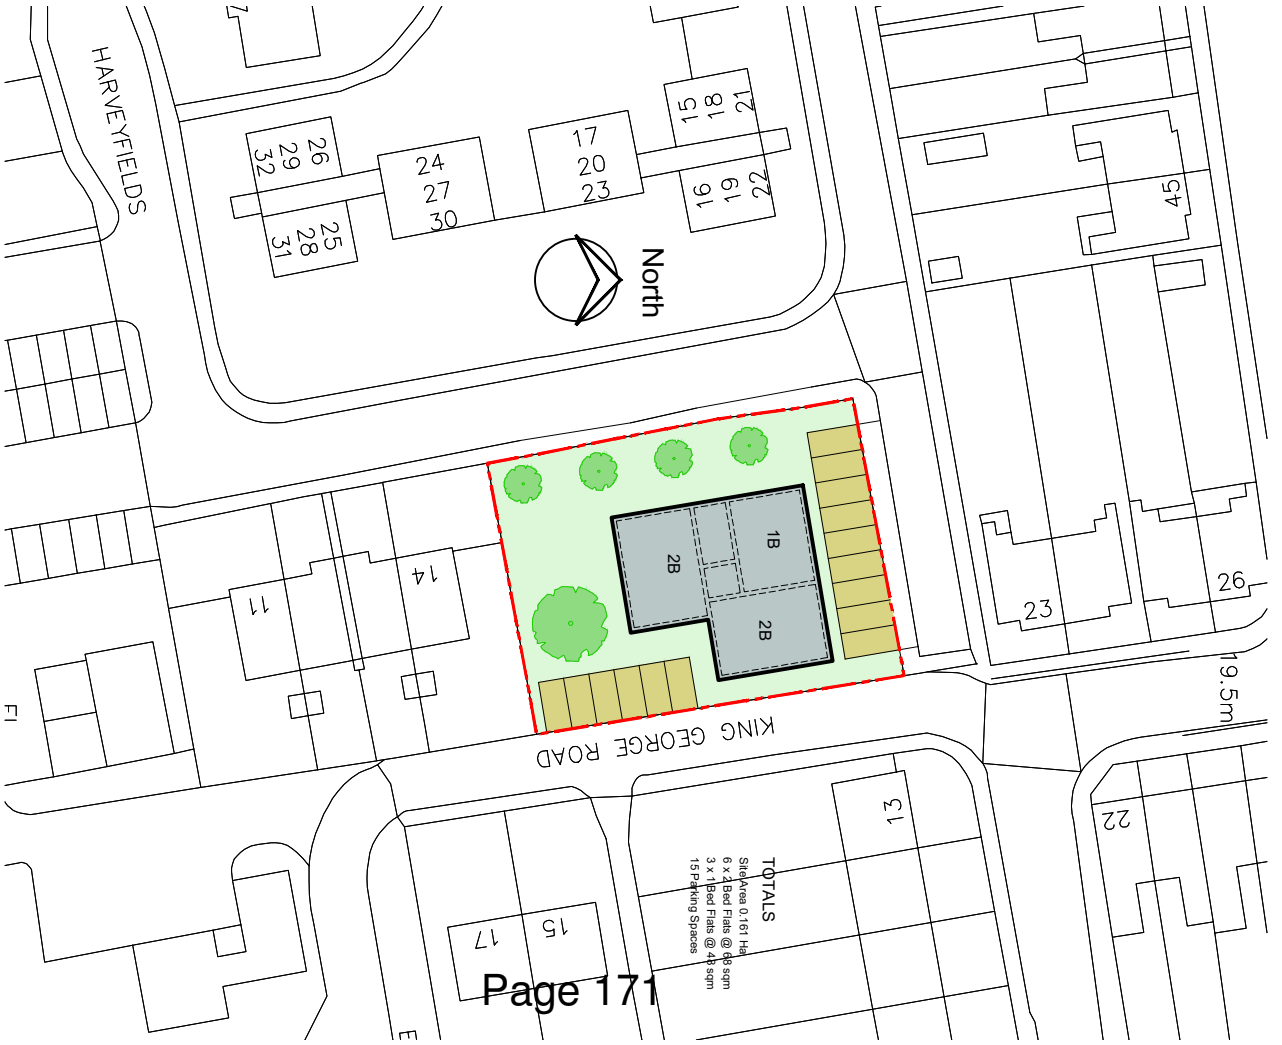 HARVEYFIELDS
26
29
32
25
28
31
24
27
30
17
20
23
15
18
21
16
19
22
45
North
1B
2B
2B
14
11
23
26
19.5m
KING GEORGE ROAD
13
22
15
17
TOTALS
Site Area 0.161 Ha
6 x 2 Bed Flats @ 68 sqm
3 x 1 Bed Flats @ 48 sqm
15 Parking Spaces
Page 171